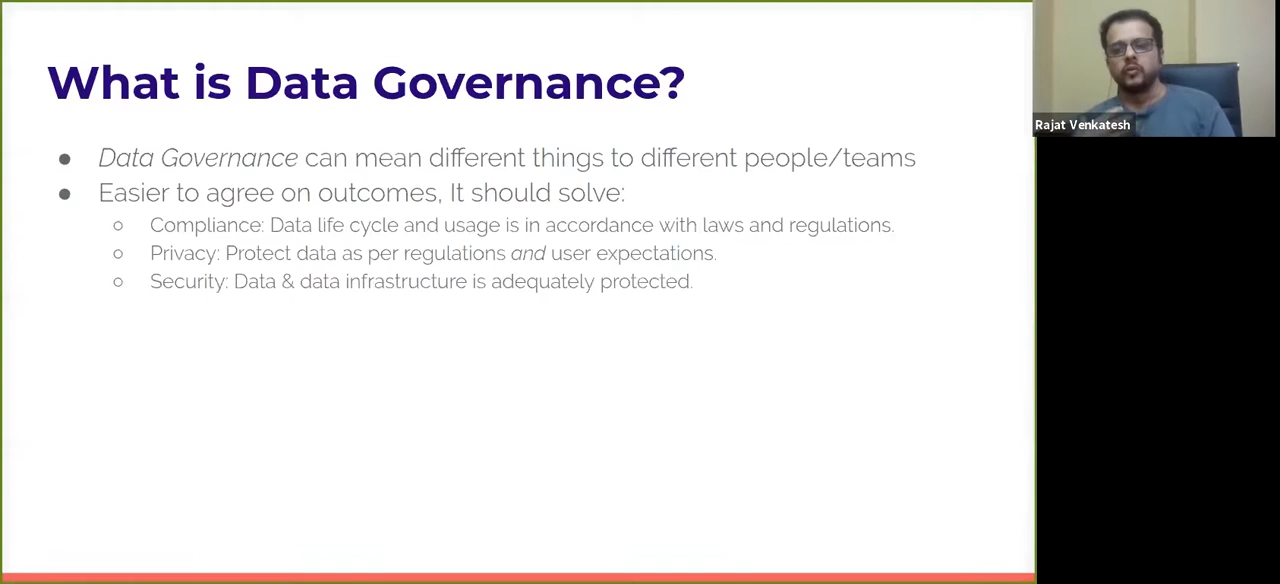 What is Data Governance?
● Data Governance can mean different things to different people/teams
● Easier to agree on outcomes, It should solve:
○ Compliance: Data life cycle and usage is in accordance with laws and regulations.
○ Privacy: Protect data as per regulations and user expectations.
○ Security: Data & data infrastructure is adequately protected.
Rajat Venkatesh